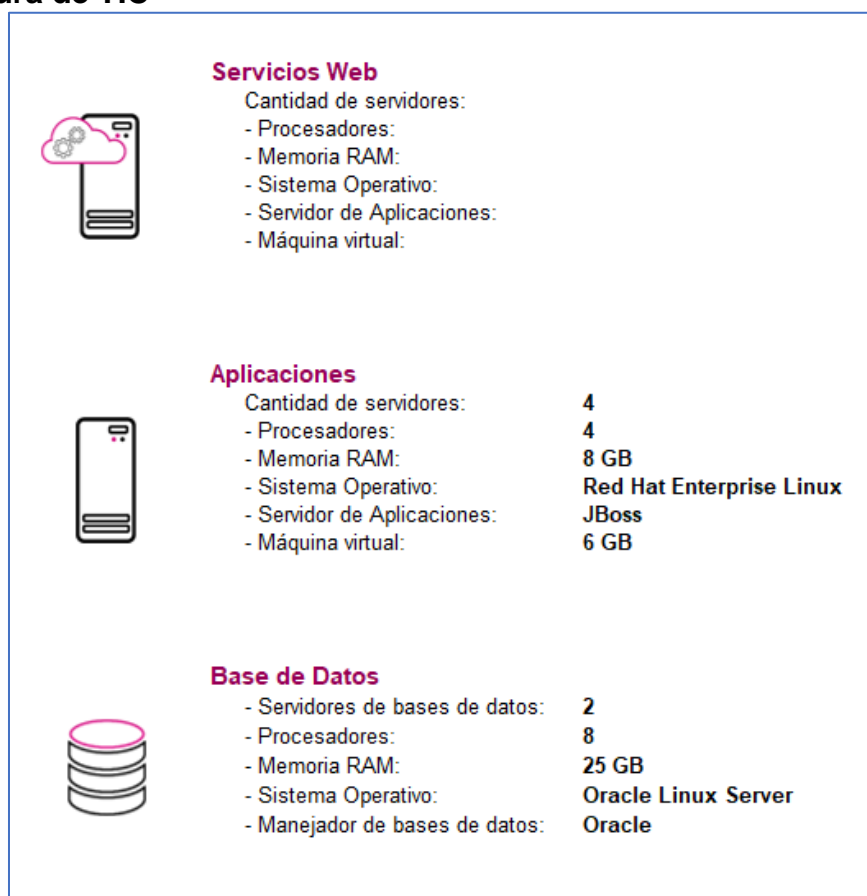 Servicios Web
Cantidad de servidores:
- Procesadores:
- Memoria RAM:
- Sistema Operativo:
- Servidor de Aplicaciones:
- Máquina virtual:
Aplicaciones
Cantidad de servidores: 4
- Procesadores: 4
- Memoria RAM: 8 GB
- Sistema Operativo: Red Hat Enterprise Linux
- Servidor de Aplicaciones: JBoss
- Máquina virtual: 6 GB
Base de Datos
- Servidores de bases de datos: 2
- Procesadores: 8
- Memoria RAM: 25 GB
- Sistema Operativo: Oracle Linux Server
- Manejador de bases de datos: Oracle